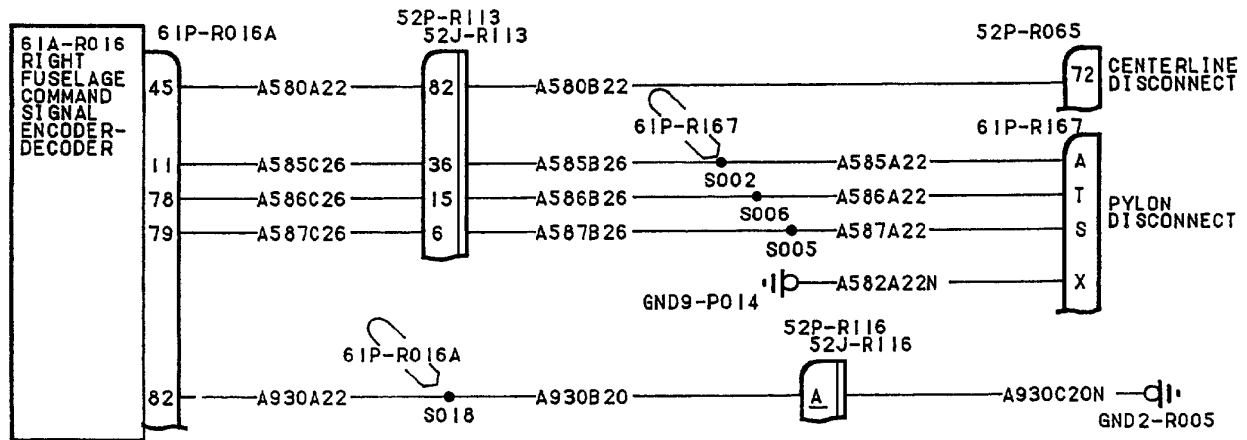 52P-R113
61P-R016A
52J-R113
52P-R065
61A-R016
RIGHT
FUSELAGE
COMMAND
SIGNAL
ENCODER-
DECODER
45
A580A22
82
A580B22
72
CENTERLINE
DISCONNECT
61P-R167
61P-R167
11
A585C26
36
A585B26
S002
A585A22
A
78
A586C26
15
A586B26
S006
A586A22
T
PYLON
DISCONNECT
79
A587C26
6
A587B26
S005
A587A22
S
GND9-P014
A582A22N
X
52P-R116
52J-R116
61P-R016A
82
A930A22
S018
A930B20
A
A930C20N
GND2-R005